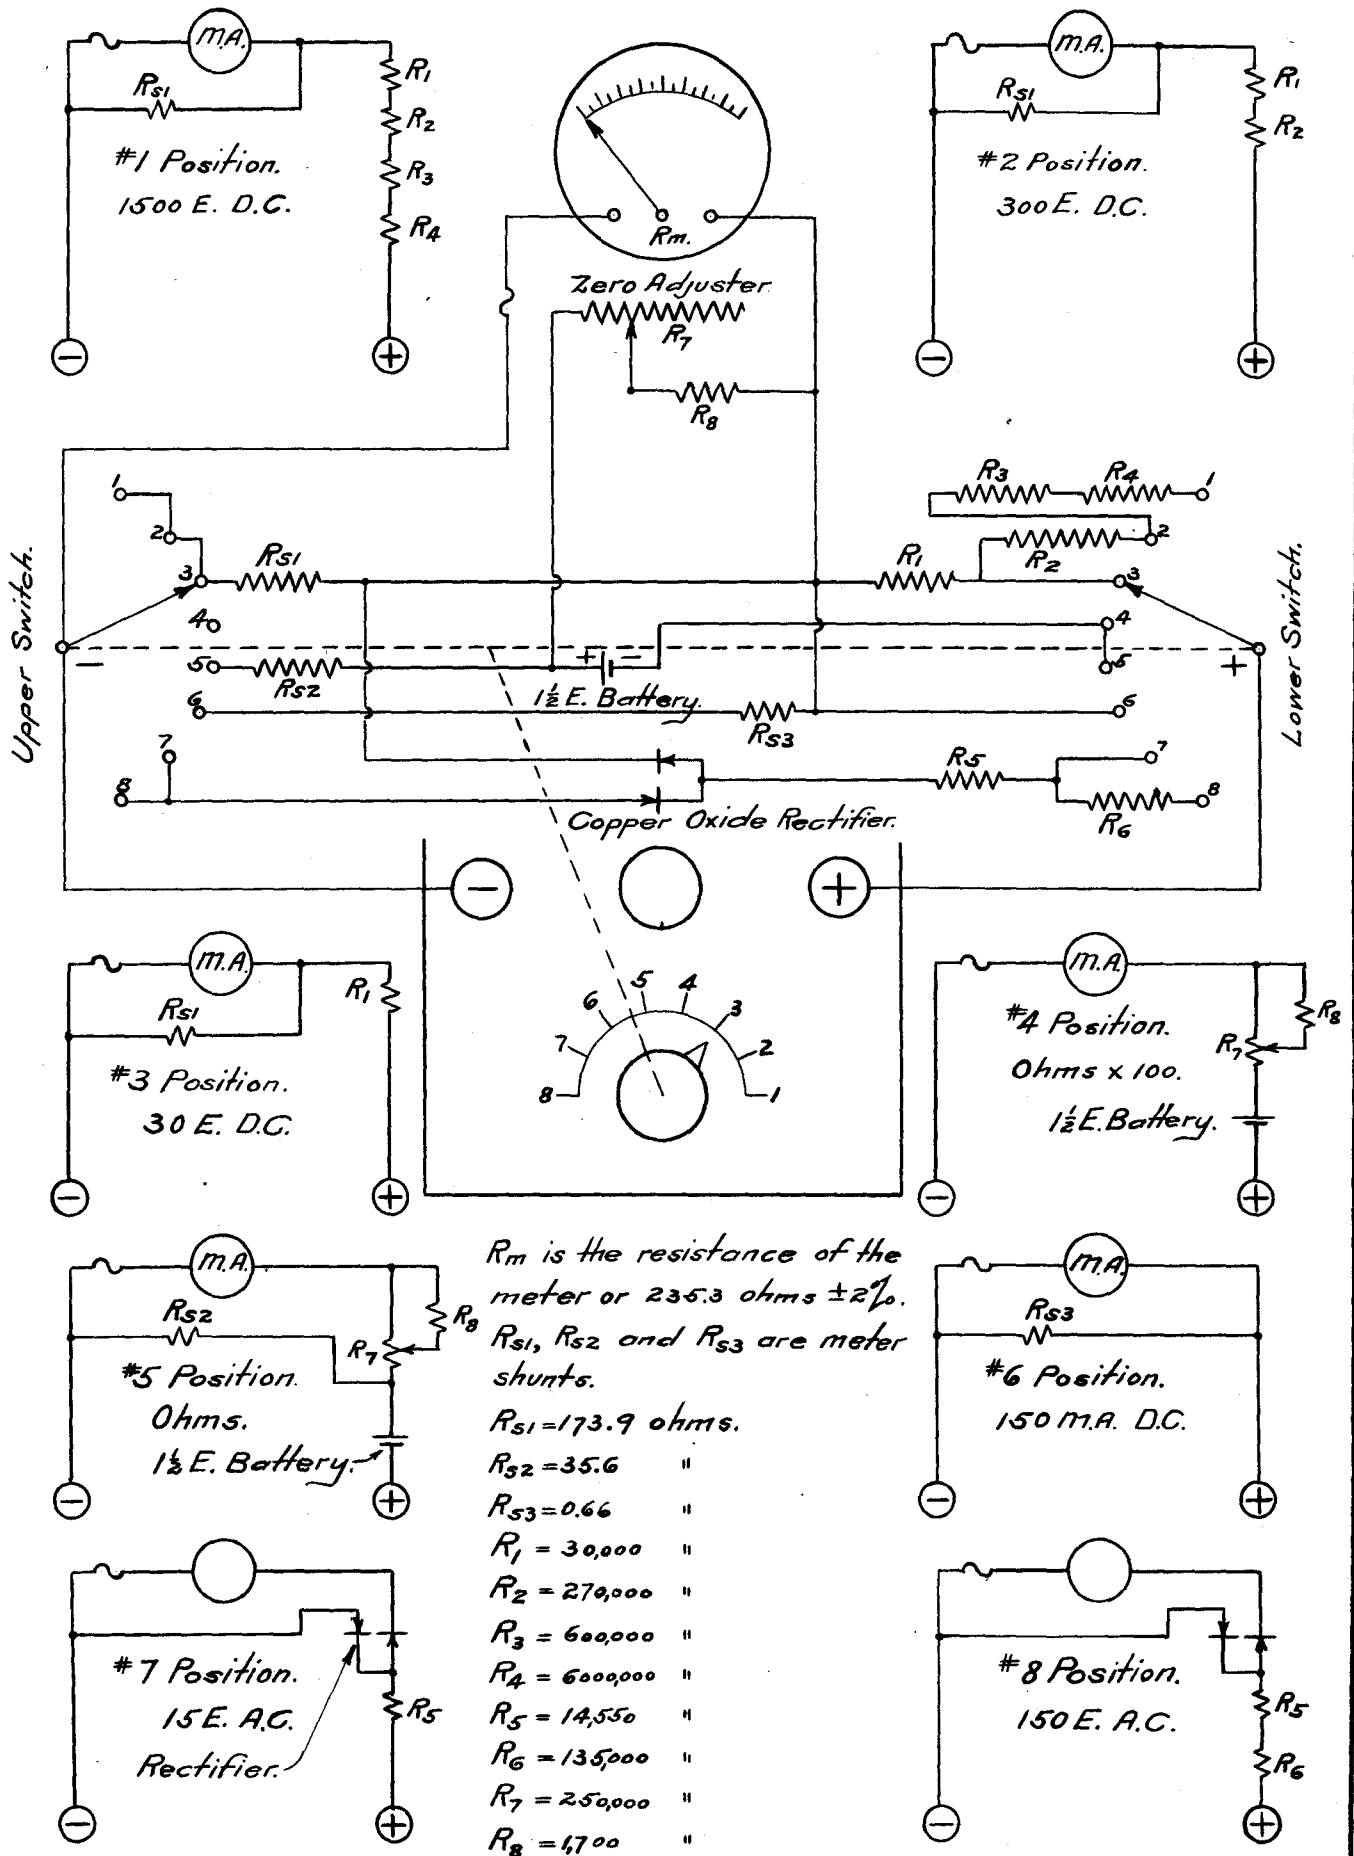 M.A.
Rs1
R1
R2
R3
R4
#1 Position.
1500 E. D.C.
−
+
M.A.
Rs1
R1
R2
#2 Position.
300 E. D.C.
−
+
Rm.
Zero Adjuster
R7
R8
Upper Switch.
1
2
3
4
5
6
7
8
−
Rs1
Rs2
+ −
1½ E. Battery.
Rs3
R3
R4
R1
R2
R5
R6
1
2
3
4
5
6
7
8
+
Lower Switch.
Copper Oxide Rectifier.
−
+
8
7
6
5
4
3
2
1
M.A.
Rs1
R1
#3 Position.
30 E. D.C.
−
+
M.A.
#4 Position.
Ohms x 100.
1½ E. Battery.
R7
R8
−
+
M.A.
Rs2
R7
R8
#5 Position.
Ohms.
1½ E. Battery.
−
+
Rm is the resistance of the
meter or 235.3 ohms ±2%.
Rs1, Rs2 and Rs3 are meter
shunts.
Rs1 = 173.9 ohms.
Rs2 = 35.6 "
Rs3 = 0.66 "
R1 = 30,000 "
R2 = 270,000 "
R3 = 600,000 "
R4 = 6000,000 "
R5 = 14,550 "
R6 = 135,000 "
R7 = 250,000 "
R8 = 1,700 "
M.A.
Rs3
#6 Position.
150 M.A. D.C.
−
+
#7 Position.
15 E. A.C.
Rectifier.
R5
−
+
#8 Position.
150 E. A.C.
R5
R6
−
+